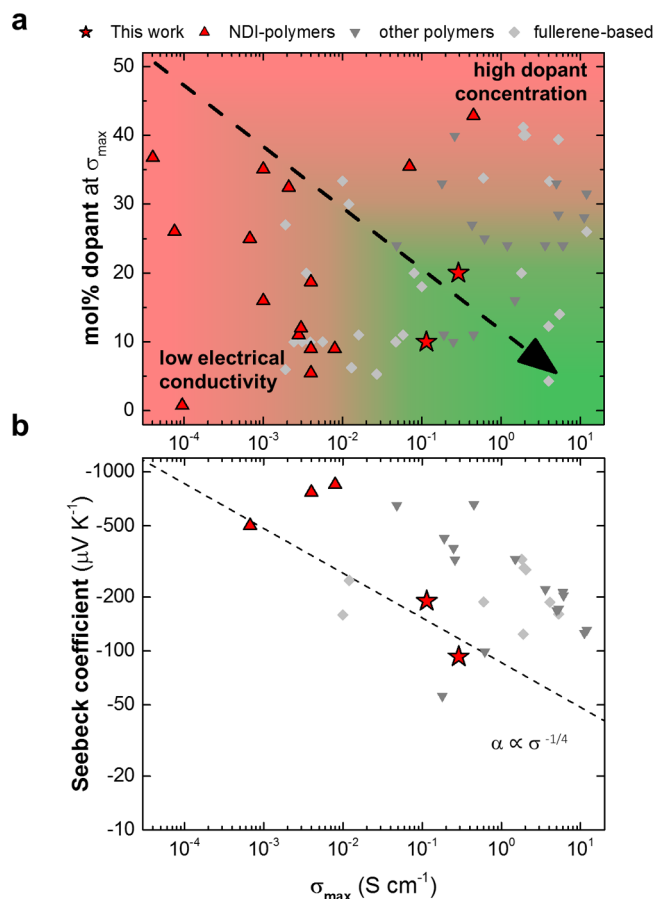 a
This work NDI-polymers other polymers fullerene-based
50
40
30
20
10
0
mol% dopant at σmax
high dopant
concentration
low electrical
conductivity
10⁻⁴ 10⁻³ 10⁻² 10⁻¹ 10⁰ 10¹
b
-1000
-500
-200
-100
-50
-20
-10
Seebeck coefficient (μV K⁻¹)
α ∝ σ ⁻¹/⁴
10⁻⁴ 10⁻³ 10⁻² 10⁻¹ 10⁰ 10¹
σmax (S cm⁻¹)